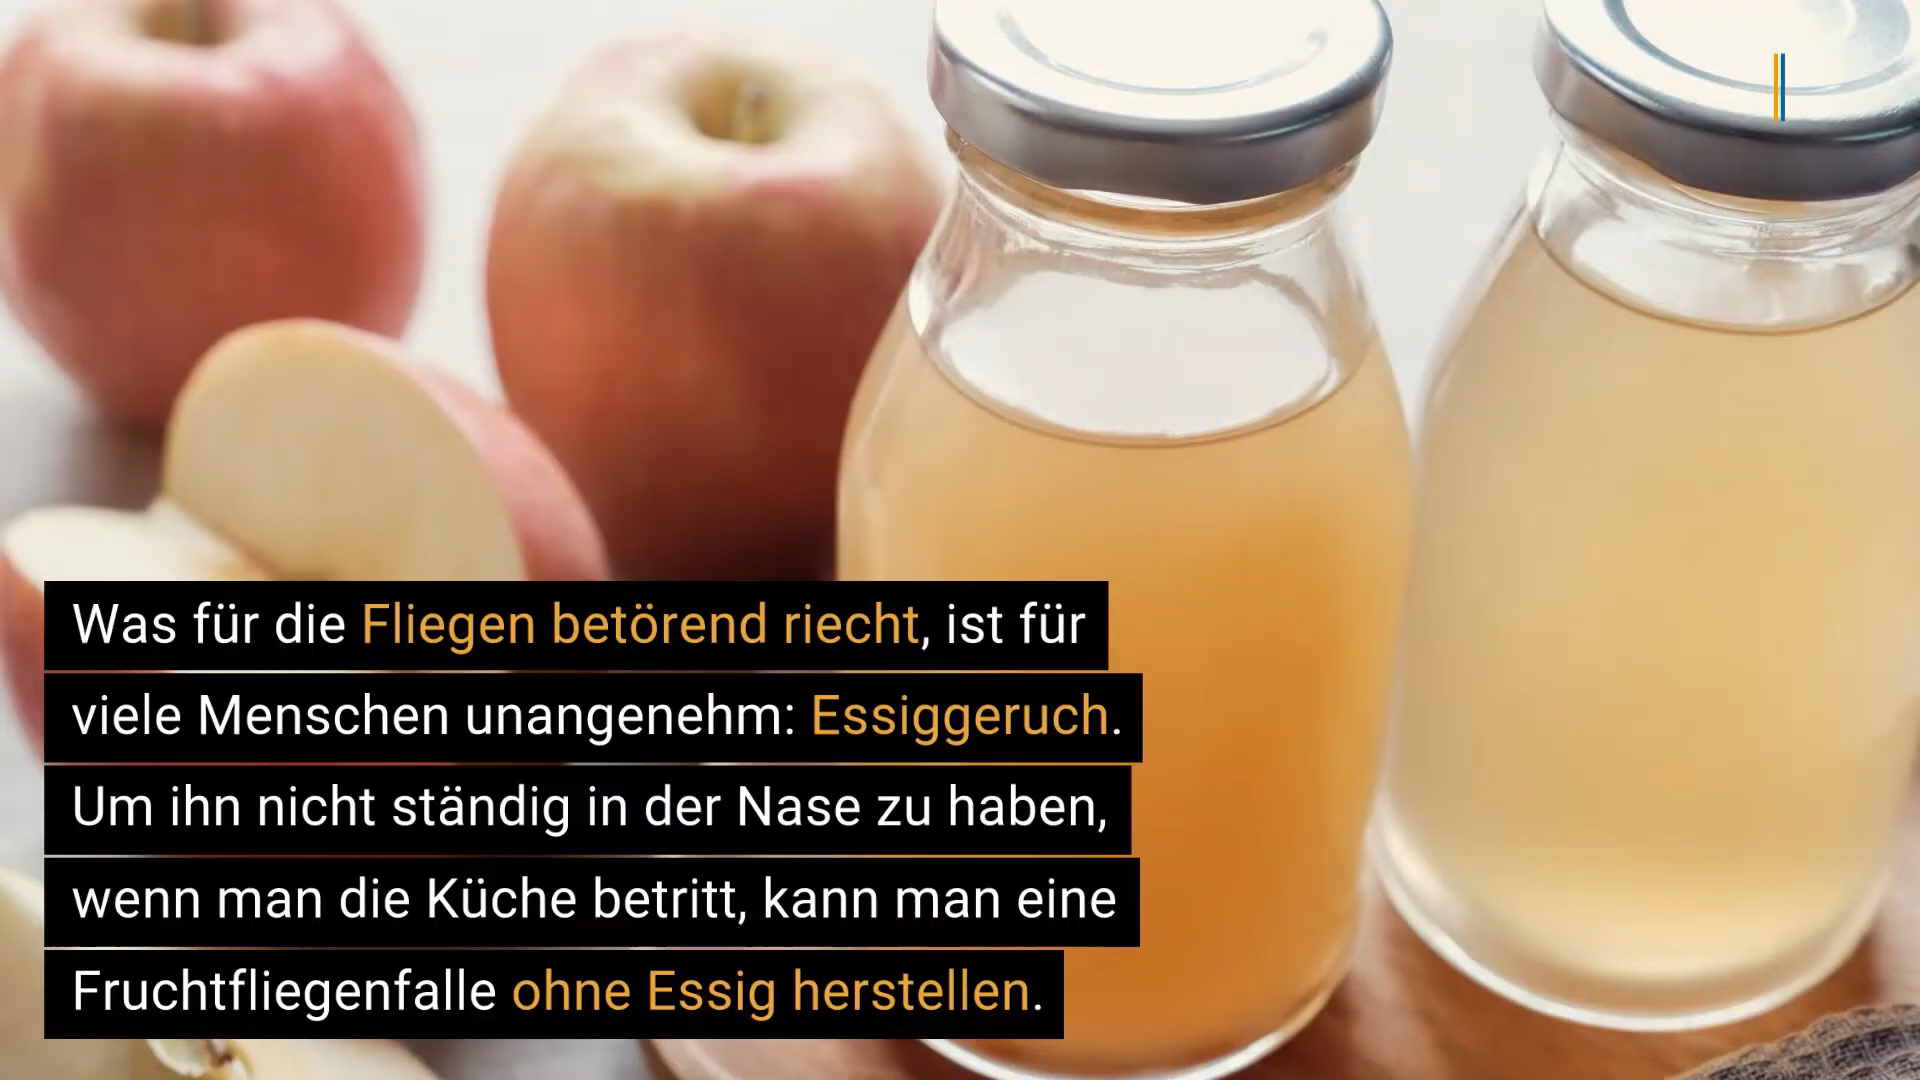 Was für die Fliegen betörend riecht, ist für
viele Menschen unangenehm: Essiggeruch.
Um ihn nicht ständig in der Nase zu haben,
wenn man die Küche betritt, kann man eine
Fruchtfliegenfalle ohne Essig herstellen.